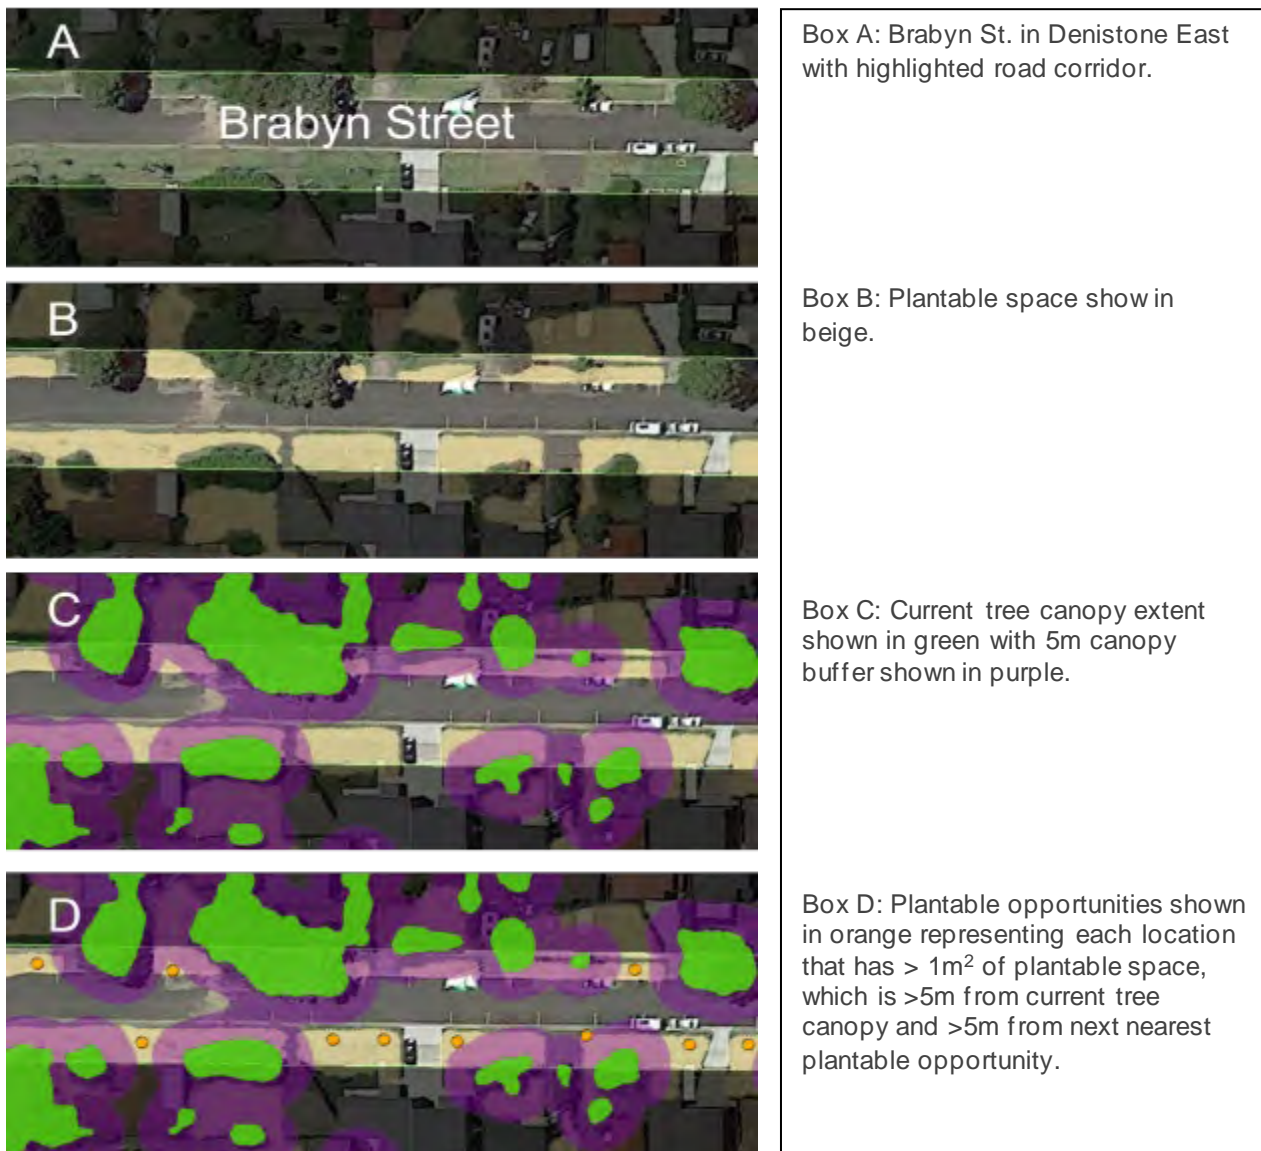 A
Brabyn Street
Box A: Brabyn St. in Denistone East
with highlighted road corridor.
B
Box B: Plantable space show in
beige.
C
Box C: Current tree canopy extent
shown in green with 5m canopy
buffer shown in purple.
D
Box D: Plantable opportunities shown
in orange representing each location
that has > 1m² of plantable space,
which is >5m from current tree
canopy and >5m from next nearest
plantable opportunity.